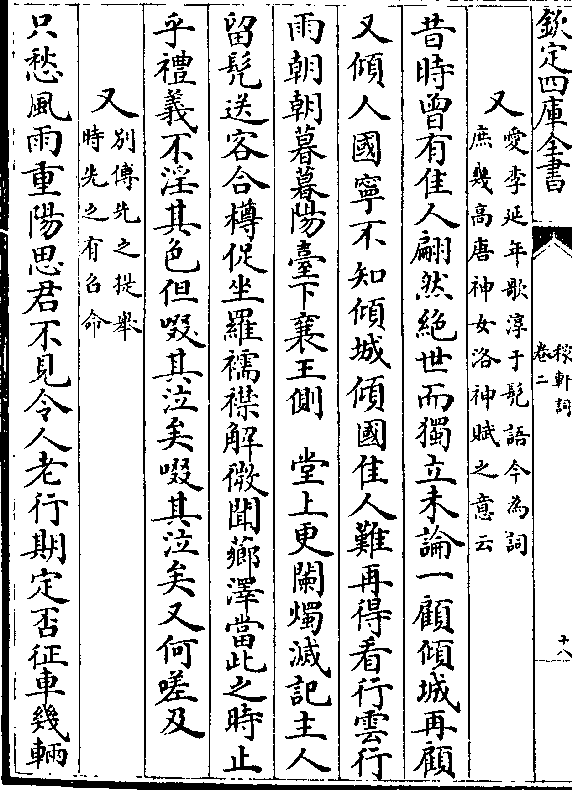 欽定四庫全書
稼軒詞
卷二
十八
又愛李延年歌淳于髠語今為詞
庶幾高唐神女洛神賦之意云
昔時曾有佳人翩然絶世而獨立未論一顧傾城再顧
又傾人國寧不知傾城傾國佳人難再得看行雲行
雨朝朝暮暮陽臺下襄王側　堂上更闌燭滅記主人
留髠送客合樽促坐羅襦襟解微聞薌澤當此之時止
乎禮義不淫其色但啜其泣矣啜其泣矣又何嗟及
又别傅先之提舉
時先之有召命
只愁風雨重陽思君不見令人老行期定否征車幾輛